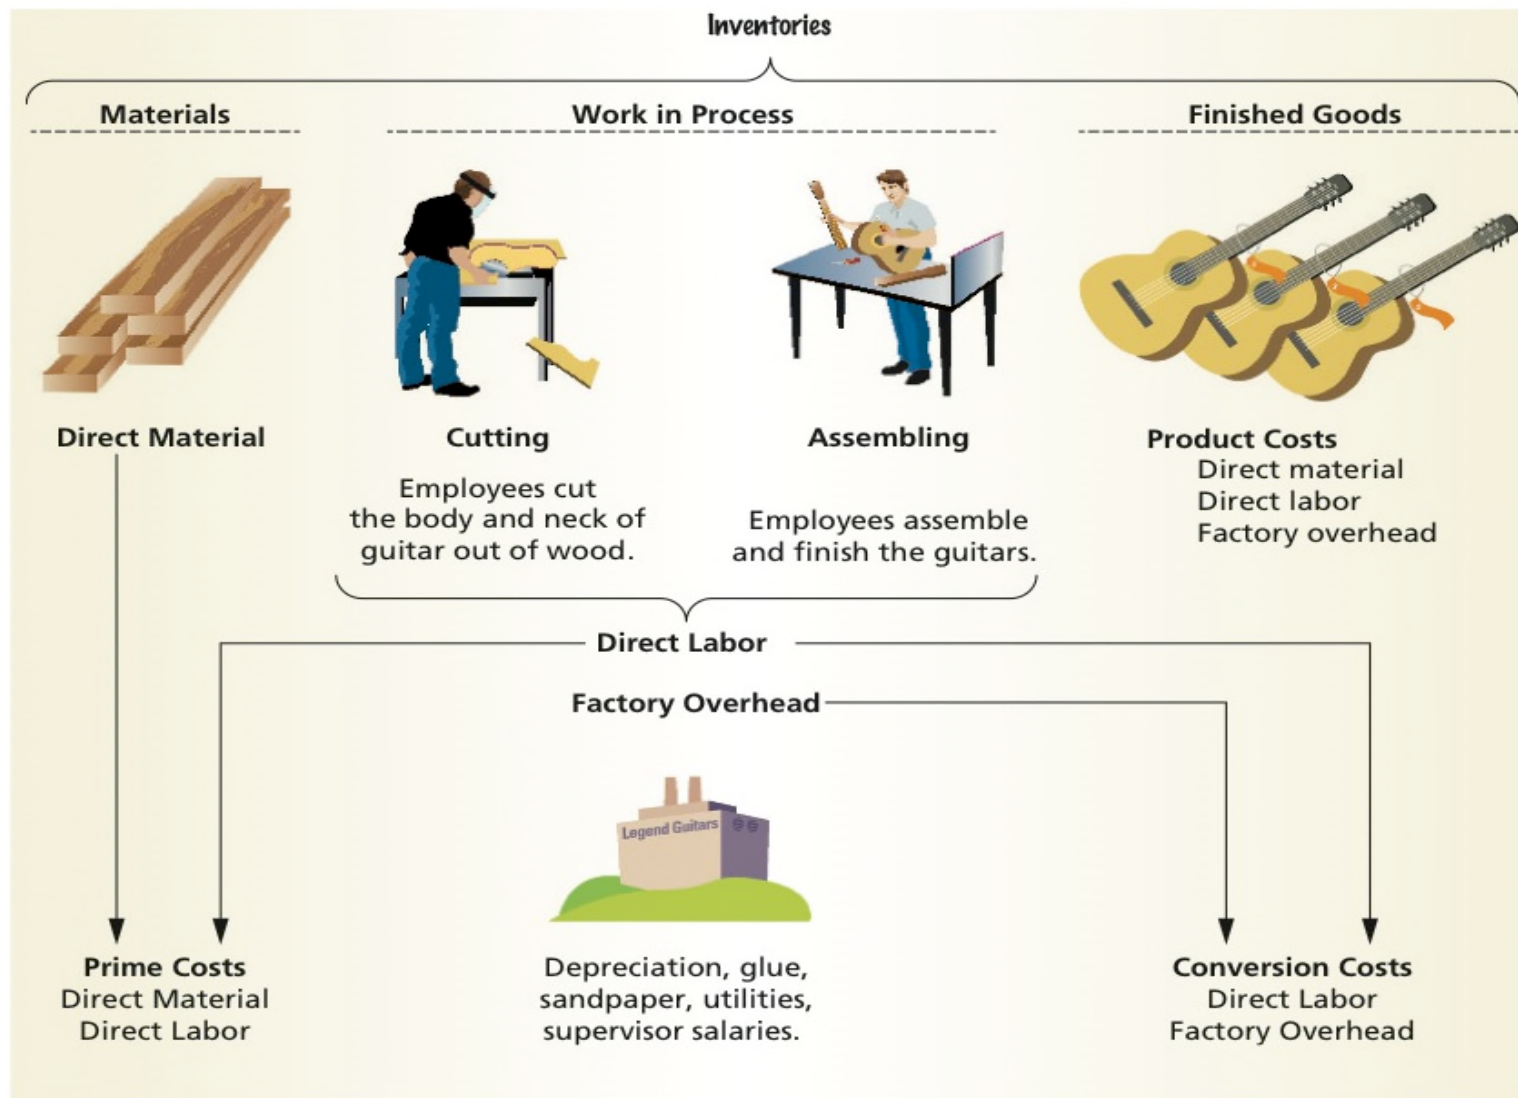 Inventories
Materials
Work in Process
Finished Goods
Direct Material
Cutting
Employees cut
the body and neck of
guitar out of wood.
Assembling
Employees assemble
and finish the guitars.
Product Costs
Direct material
Direct labor
Factory overhead
Direct Labor
Factory Overhead
Legend Guitars
Prime Costs
Direct Material
Direct Labor
Depreciation, glue,
sandpaper, utilities,
supervisor salaries.
Conversion Costs
Direct Labor
Factory Overhead